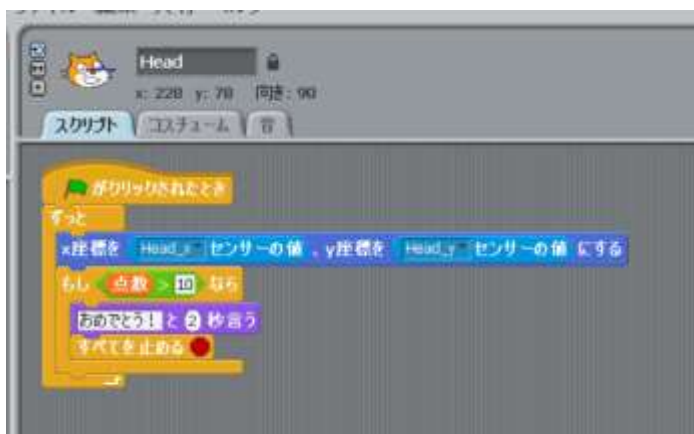 Head
x: 228 y: 78 向き: 90
スクリプト コスチューム 音
がクリックされたとき
ずっと
x座標を Head_x センサーの値 、y座標を Head_y センサーの値 にする
もし 点数 > 10 なら
おめでとう! と 2 秒言う
すべてを止める